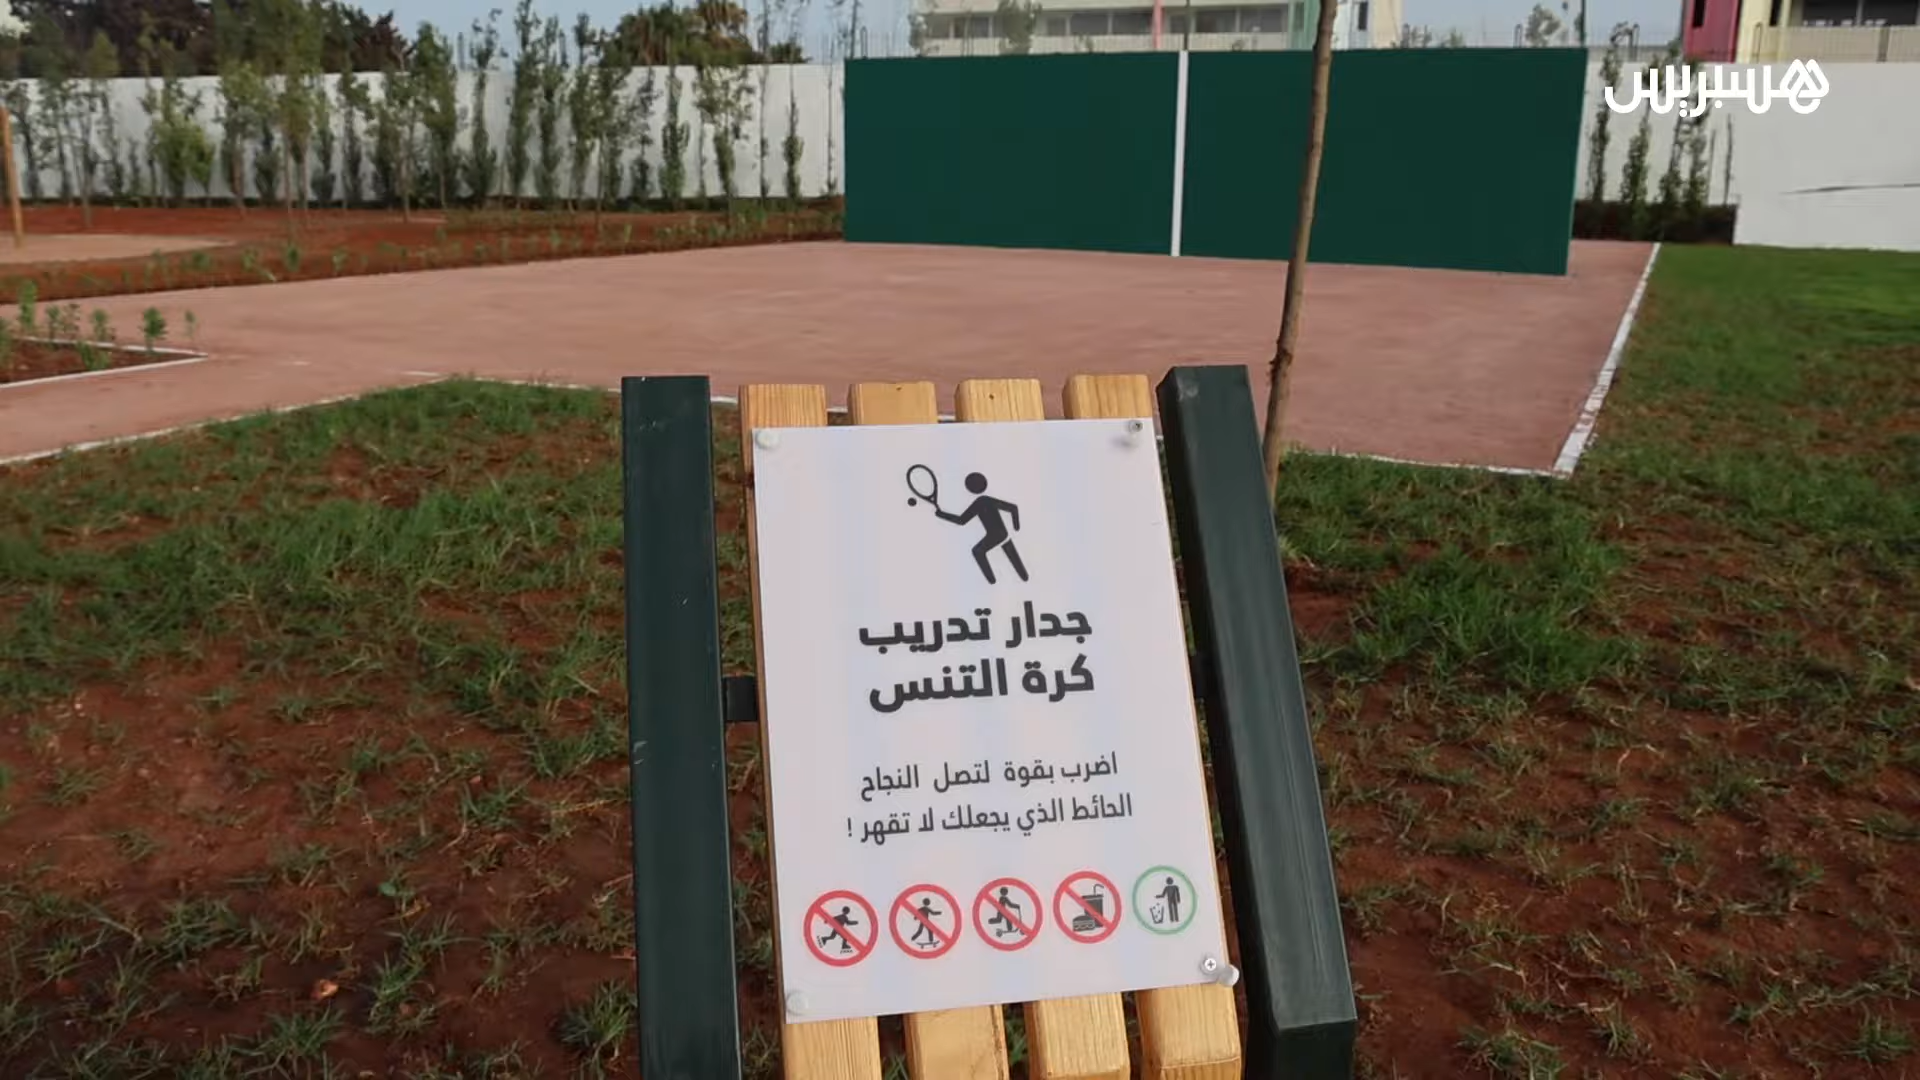 هسبريس
جدار تدريب
كرة التنس
اضرب بقوة لتصل النجاح
الحائط الذي يجعلك لا تقهر !